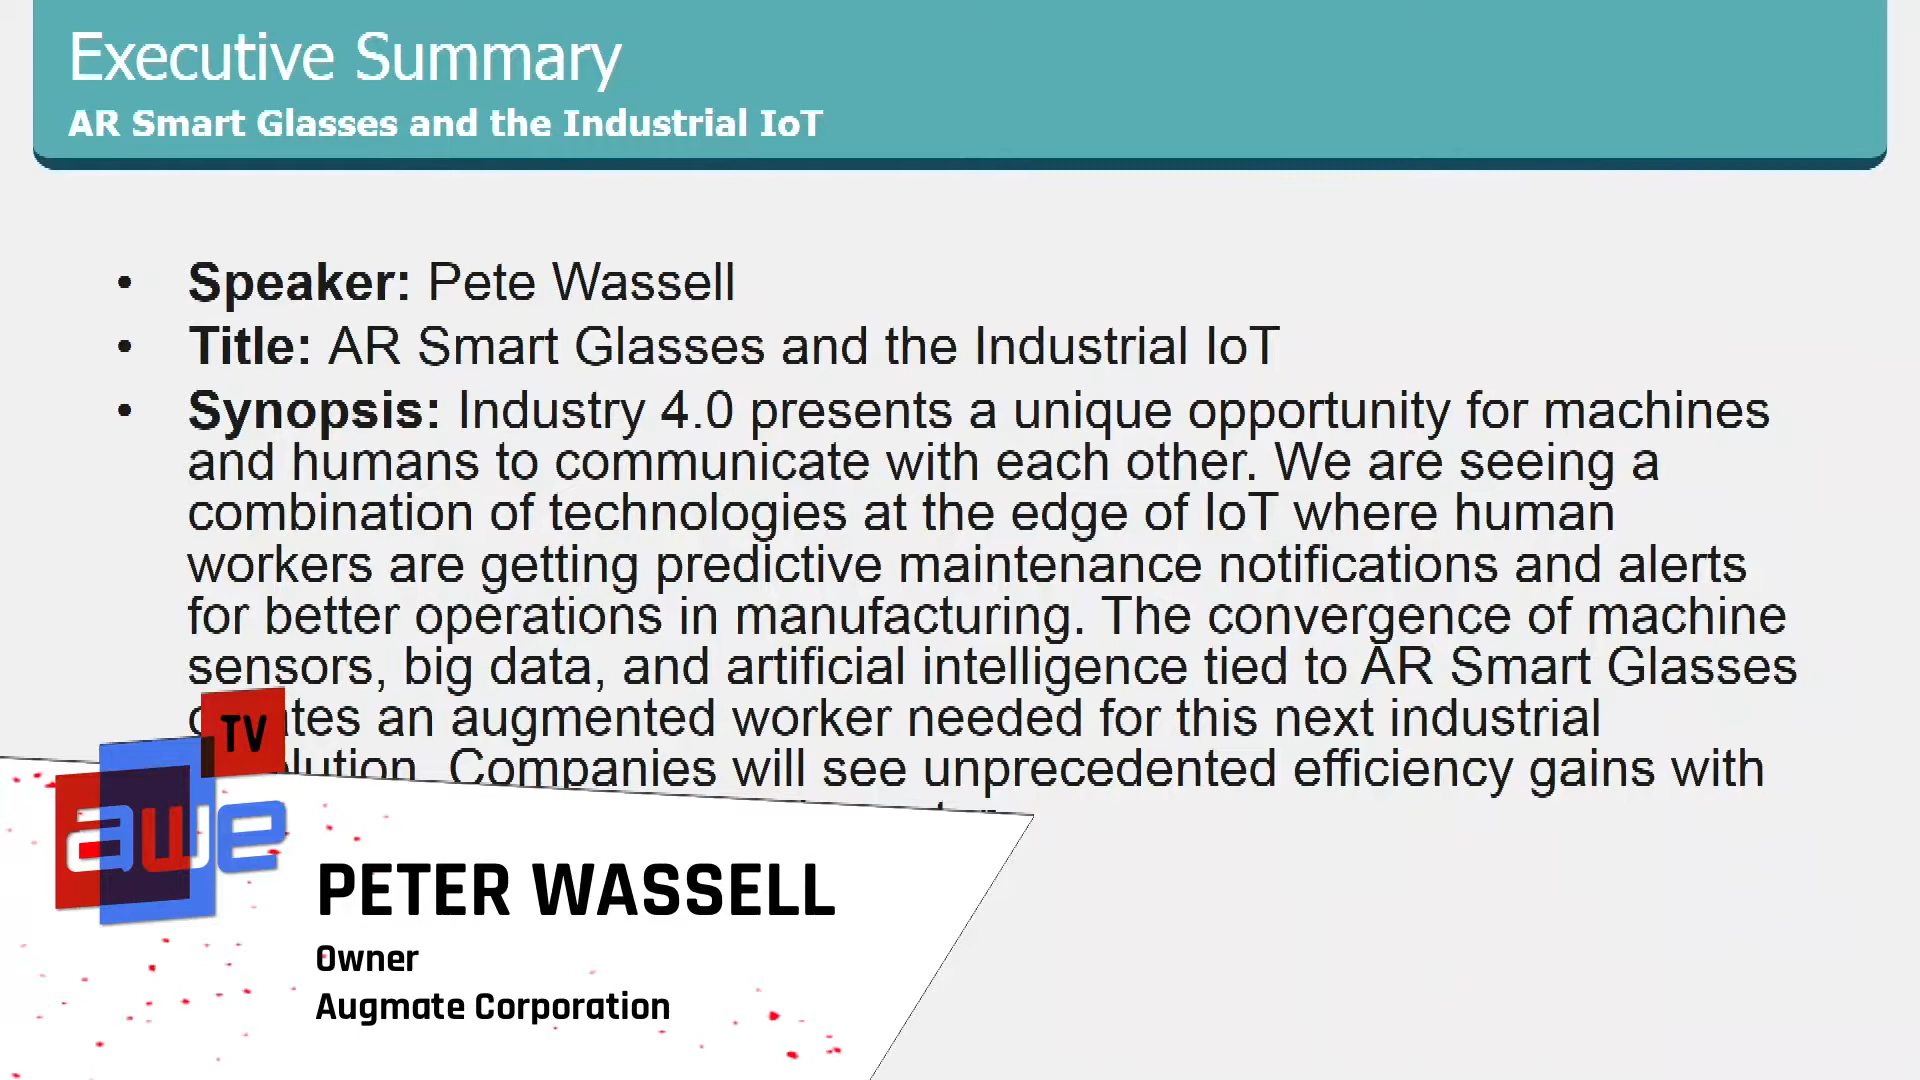 Executive Summary
AR Smart Glasses and the Industrial IoT
• Speaker: Pete Wassell
• Title: AR Smart Glasses and the Industrial IoT
• Synopsis: Industry 4.0 presents a unique opportunity for machines
and humans to communicate with each other. We are seeing a
combination of technologies at the edge of IoT where human
workers are getting predictive maintenance notifications and alerts
for better operations in manufacturing. The convergence of machine
sensors, big data, and artificial intelligence tied to AR Smart Glasses
an augmented worker needed for this next industrial
Companies will see unprecedented efficiency gains with
TV
awe
PETER WASSELL
Owner
Augmate Corporation